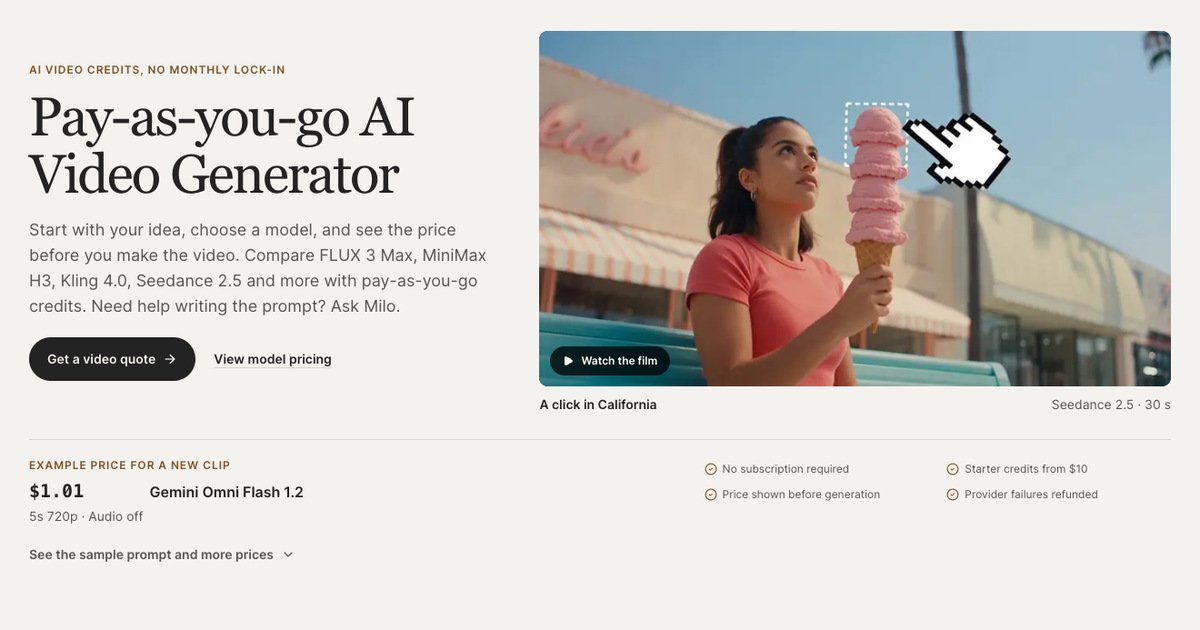 AI VIDEO CREDITS, NO MONTHLY LOCK-IN
Pay-as-you-go AI
Video Generator
Start with your idea, choose a model, and see the price
before you make the video. Compare FLUX 3 Max, MiniMax
H3, Kling 4.0, Seedance 2.5 and more with pay-as-you-go
credits. Need help writing the prompt? Ask Milo.
Get a video quote →
View model pricing
Watch the film
A click in California
Seedance 2.5 · 30 s
EXAMPLE PRICE FOR A NEW CLIP
$1.01
Gemini Omni Flash 1.2
5s 720p · Audio off
See the sample prompt and more prices
No subscription required
Starter credits from $10
Price shown before generation
Provider failures refunded